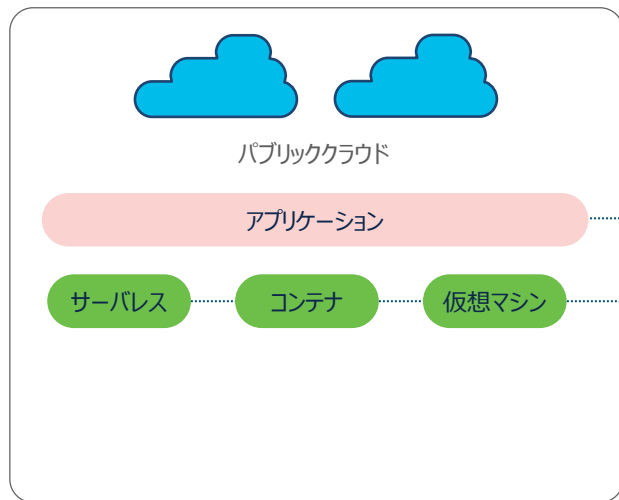 パブリッククラウド
アプリケーション
サーバレス
コンテナ
仮想マシン